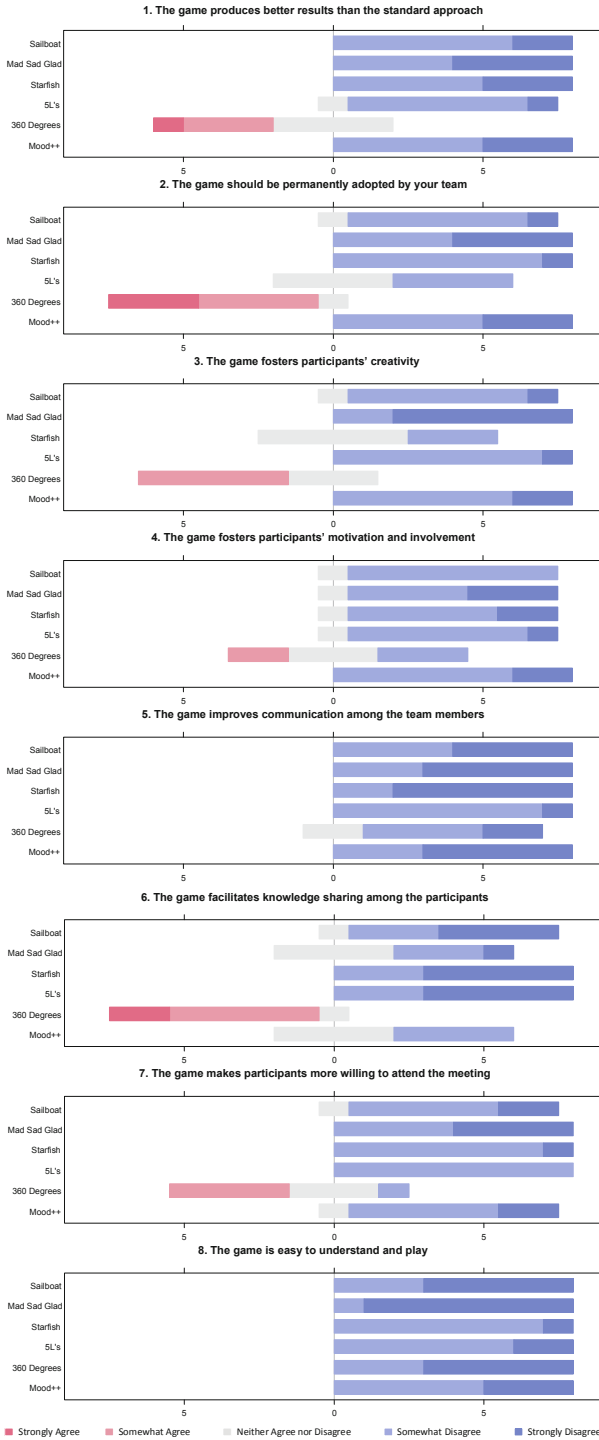 1. The game produces better results than the standard approach
Sailboat
Mad Sad Glad
Starfish
5L's
360 Degrees
Mood++
5 0 5
2. The game should be permanently adopted by your team
Sailboat
Mad Sad Glad
Starfish
5L's
360 Degrees
Mood++
5 0 5
3. The game fosters participants' creativity
Sailboat
Mad Sad Glad
Starfish
5L's
360 Degrees
Mood++
5 0 5
4. The game fosters participants' motivation and involvement
Sailboat
Mad Sad Glad
Starfish
5L's
360 Degrees
Mood++
5 0 5
5. The game improves communication among the team members
Sailboat
Mad Sad Glad
Starfish
5L's
360 Degrees
Mood++
5 0 5
6. The game facilitates knowledge sharing among the participants
Sailboat
Mad Sad Glad
Starfish
5L's
360 Degrees
Mood++
5 0 5
7. The game makes participants more willing to attend the meeting
Sailboat
Mad Sad Glad
Starfish
5L's
360 Degrees
Mood++
5 0 5
8. The game is easy to understand and play
Sailboat
Mad Sad Glad
Starfish
5L's
360 Degrees
Mood++
Strongly Agree Somewhat Agree Neither Agree nor Disagree Somewhat Disagree Strongly Disagree